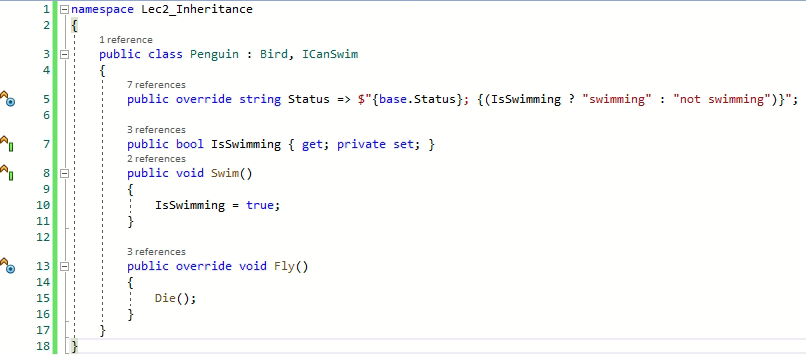 1 namespace Lec2_Inheritance
2 {
1 reference
3 public class Penguin : Bird, ICanSwim
4 {
7 references
5 public override string Status => $"{base.Status}; {(IsSwimming ? "swimming" : "not swimming")}";
6
3 references
7 public bool IsSwimming { get; private set; }
2 references
8 public void Swim()
9 {
10 IsSwimming = true;
11 }
12
3 references
13 public override void Fly()
14 {
15 Die();
16 }
17 }
18 }